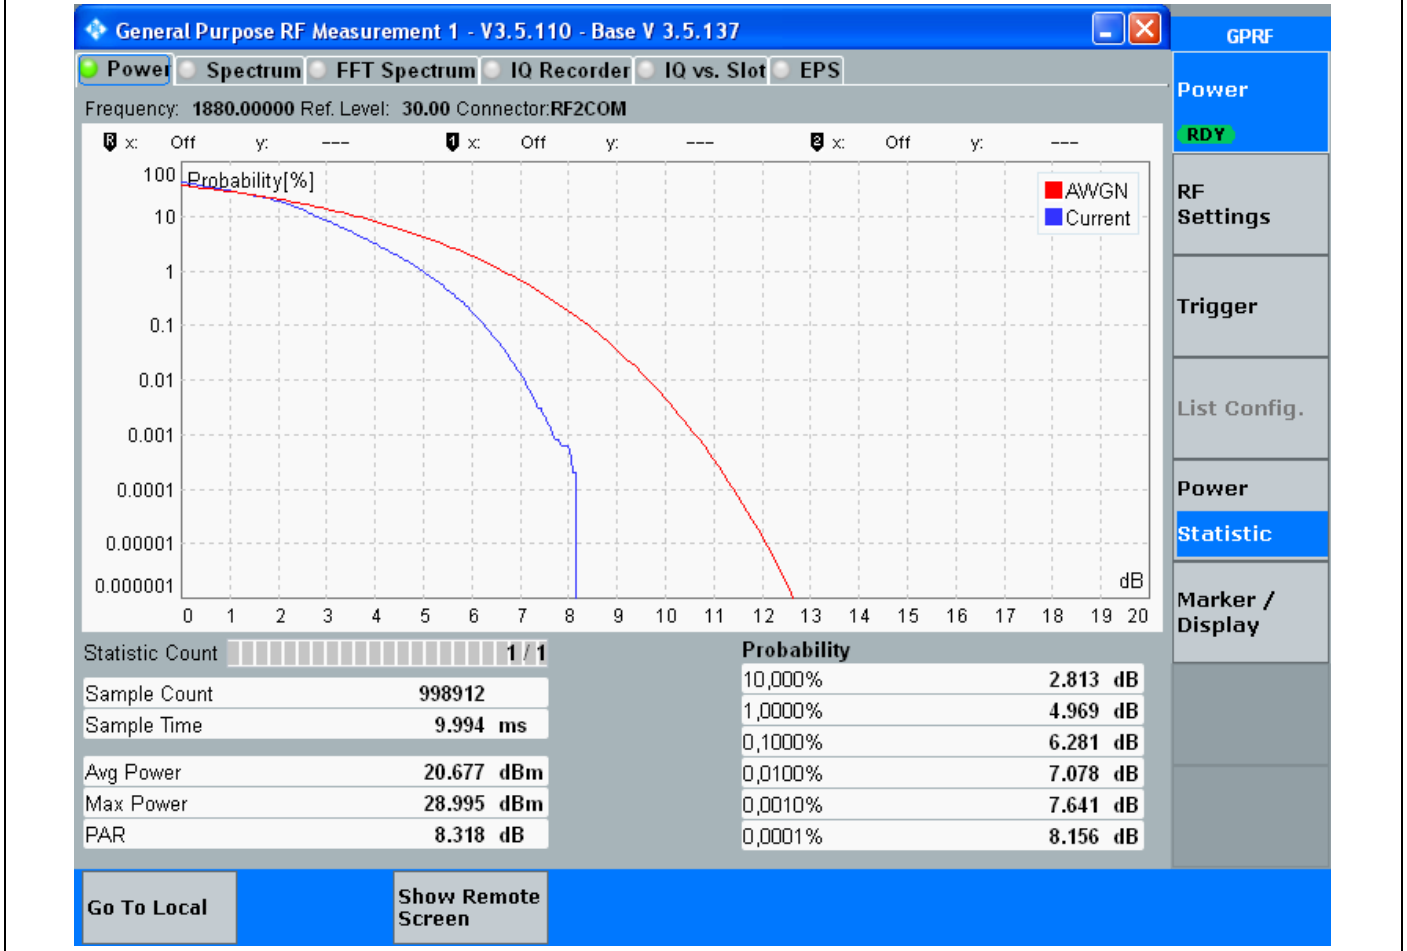 General Purpose RF Measurement 1 - V3.5.110 - Base V 3.5.137
GPRF
Power Spectrum FFT Spectrum IQ Recorder IQ vs. Slot EPS
Frequency: 1880.00000 Ref. Level: 30.00 Connector:RF2COM
R x: Off y: --- 1 x: Off y: --- 2 x: Off y: ---
Probability[%]
AWGN
Current
100
10
1
0.1
0.01
0.001
0.0001
0.00001
0.000001
dB
0 1 2 3 4 5 6 7 8 9 10 11 12 13 14 15 16 17 18 19 20
Statistic Count 1 / 1
Sample Count 998912
Sample Time 9.994 ms
Avg Power 20.677 dBm
Max Power 28.995 dBm
PAR 8.318 dB
Probability
10,000% 2.813 dB
1,0000% 4.969 dB
0,1000% 6.281 dB
0,0100% 7.078 dB
0,0010% 7.641 dB
0,0001% 8.156 dB
Power
RDY
RF
Settings
Trigger
List Config.
Power
Statistic
Marker /
Display
Go To Local
Show Remote
Screen